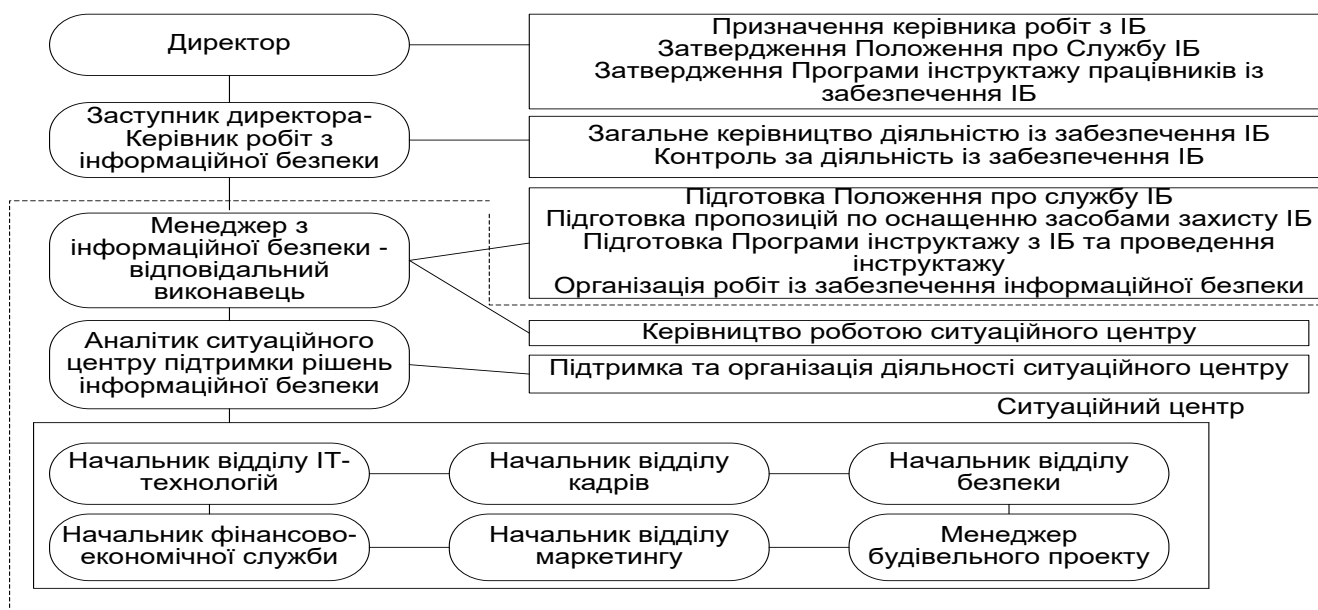 Директор
Призначення керівника робіт з ІБ
Затвердження Положення про Службу ІБ
Затвердження Програми інструктажу працівників із
забезпечення ІБ
Заступник директора-
Керівник робіт з
інформаційної безпеки
Загальне керівництво діяльністю із забезпечення ІБ
Контроль за діяльність із забезпечення ІБ
Менеджер з
інформаційної безпеки -
відповідальний
виконавець
Підготовка Положення про службу ІБ
Підготовка пропозицій по оснащенню засобами захисту ІБ
Підготовка Програми інструктажу з ІБ та проведення
інструктажу
Організація робіт із забезпечення інформаційної безпеки
Керівництво роботою ситуаційного центру
Аналітик ситуаційного
центру підтримки рішень
інформаційної безпеки
Підтримка та організація діяльності ситуаційного центру
Ситуаційний центр
Начальник відділу ІТ-
технологій
Начальник відділу
кадрів
Начальник відділу
безпеки
Начальник фінансово-
економічної служби
Начальник відділу
маркетингу
Менеджер
будівельного проекту